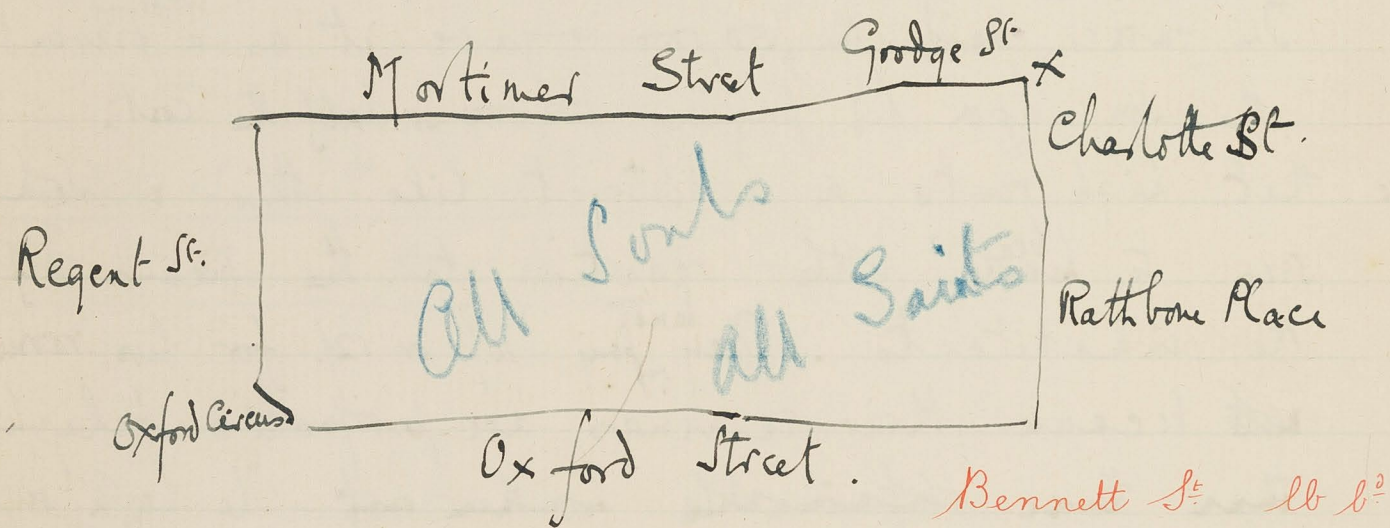 Mortimer Street Goodge St. x
Charlotte St.
All Souls
Regent St. All Saints
Rathbone Place
Oxford Circus
Oxford Street.
Bennett St